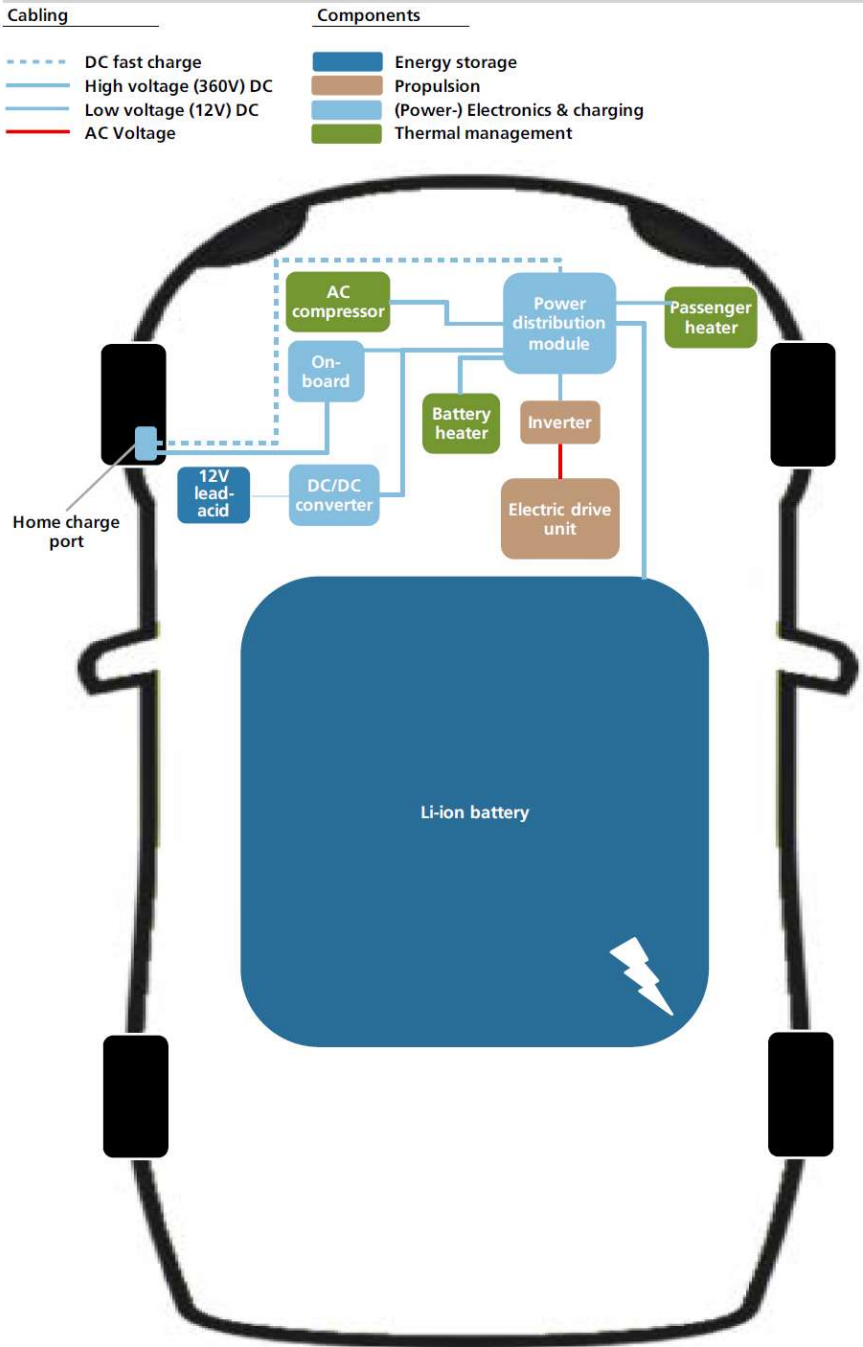 Cabling
Components
DC fast charge
High voltage (360V) DC
Low voltage (12V) DC
AC Voltage
Energy storage
Propulsion
(Power-) Electronics & charging
Thermal management
AC
compressor
Power
distribution
module
Passenger
heater
On-
board
Battery
heater
Inverter
12V
lead-
acid
DC/DC
converter
Electric drive
unit
Home charge
port
Li-ion battery